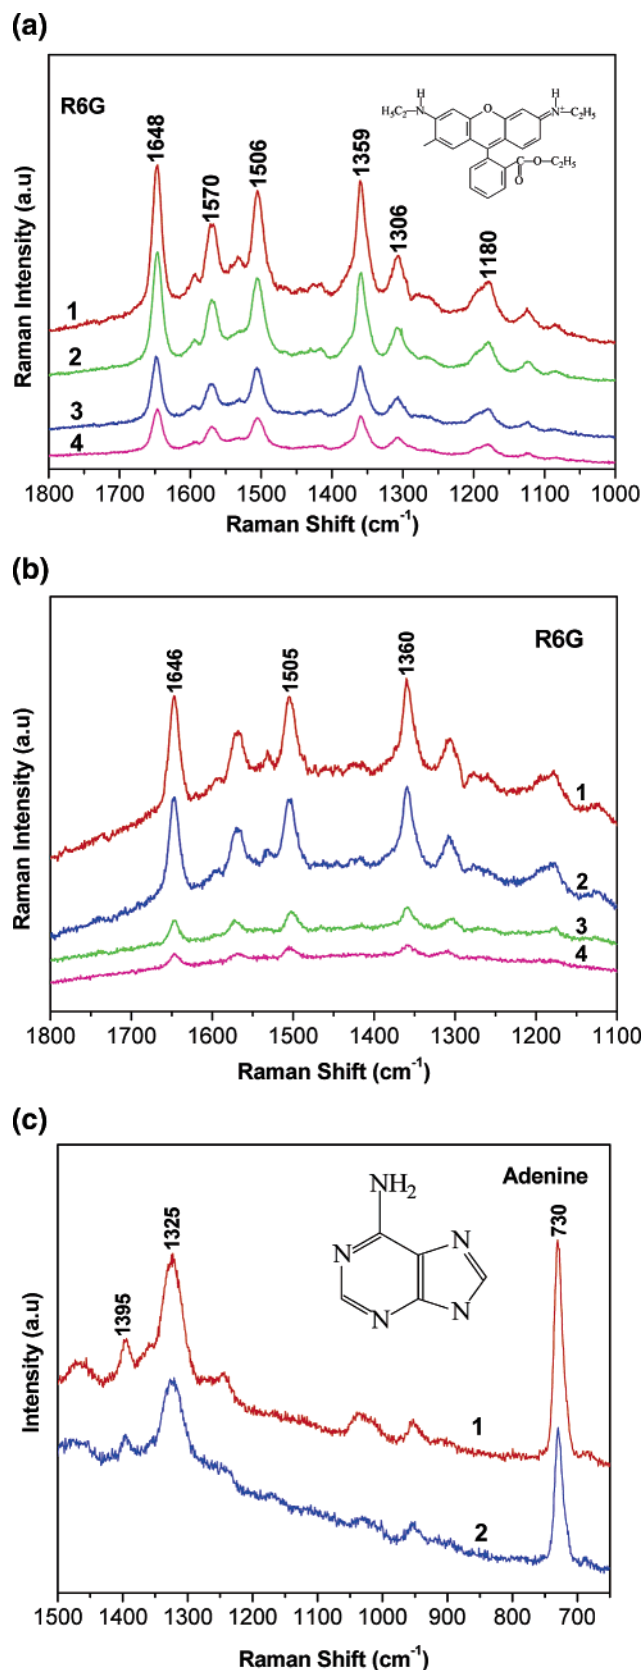 (a)
R6G
1648
1570
1506
1359
1306
1180
H
H₅C₂-N
O
H
N⁺-C₂H₅
C-O-C₂H₅
O
1
2
3
4
Raman Intensity (a.u)
1800 1700 1600 1500 1400 1300 1200 1100 1000
Raman Shift (cm⁻¹)
(b)
R6G
1646
1505
1360
1
2
3
4
Raman Intensity (a.u)
1800 1700 1600 1500 1400 1300 1200 1100
Raman Shift (cm⁻¹)
(c)
Adenine
NH₂
N
N
N
N
H
1395
1325
730
1
2
Intensity (a.u)
1500 1400 1300 1200 1100 1000 900 800 700
Raman Shift (cm⁻¹)